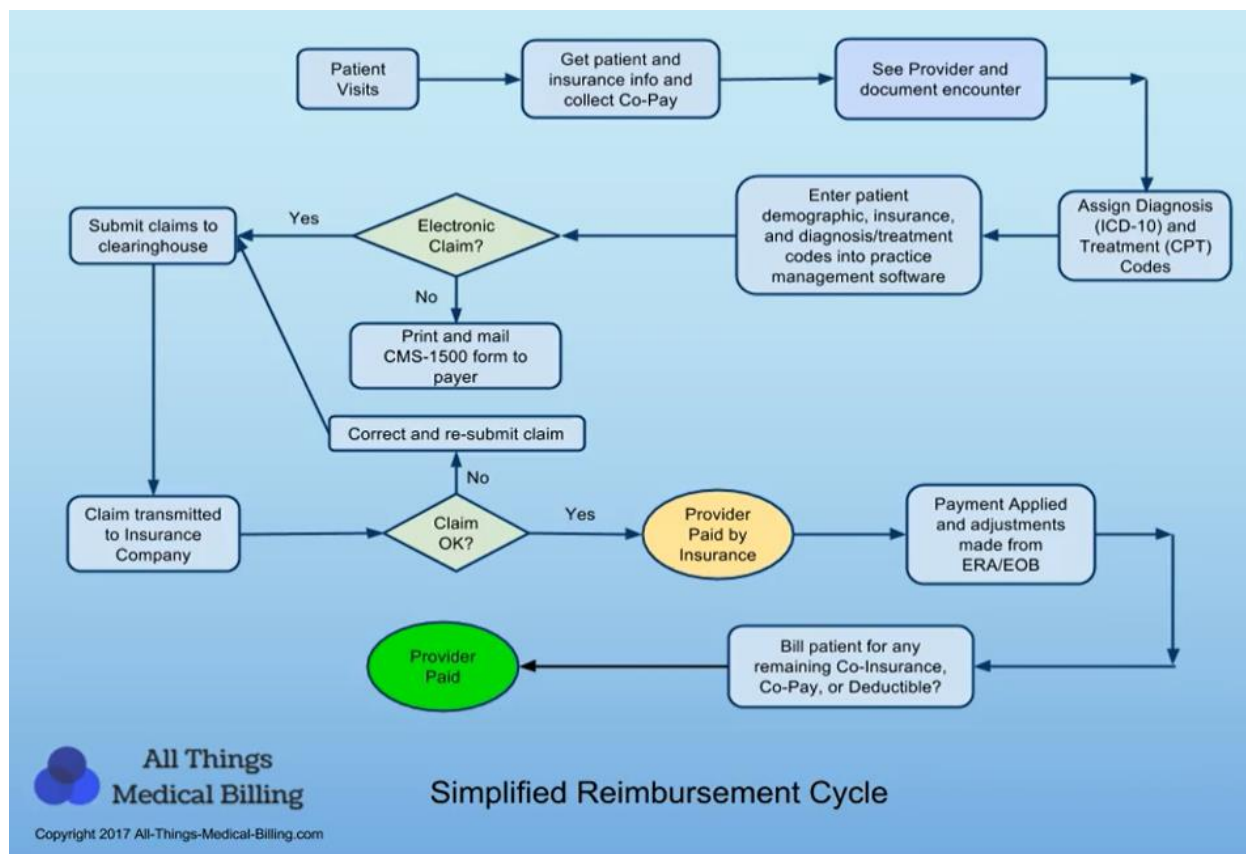 Patient
Visits
Get patient and
insurance info and
collect Co-Pay
See Provider and
document encounter
Assign Diagnosis
(ICD-10) and
Treatment (CPT)
Codes
Enter patient
demographic, insurance,
and diagnosis/treatment
codes into practice
management software
Electronic
Claim?
Yes
Submit claims to
clearinghouse
No
Print and mail
CMS-1500 form to
payer
Correct and re-submit claim
No
Claim transmitted
to Insurance
Company
Claim
OK?
Yes
Provider
Paid by
Insurance
Payment Applied
and adjustments
made from
ERA/EOB
Bill patient for any
remaining Co-Insurance,
Co-Pay, or Deductible?
Provider
Paid
All Things
Medical Billing
Simplified Reimbursement Cycle
Copyright 2017 All-Things-Medical-Billing.com